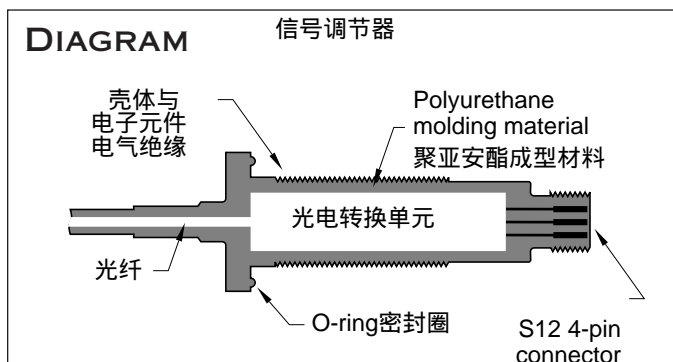 DIAGRAM
信号调节器
壳体与
电子元件
电气绝缘
Polyurethane
molding material
聚亚安酯成型材料
光电转换单元
光纤
O-ring密封圈
S12 4-pin
connector